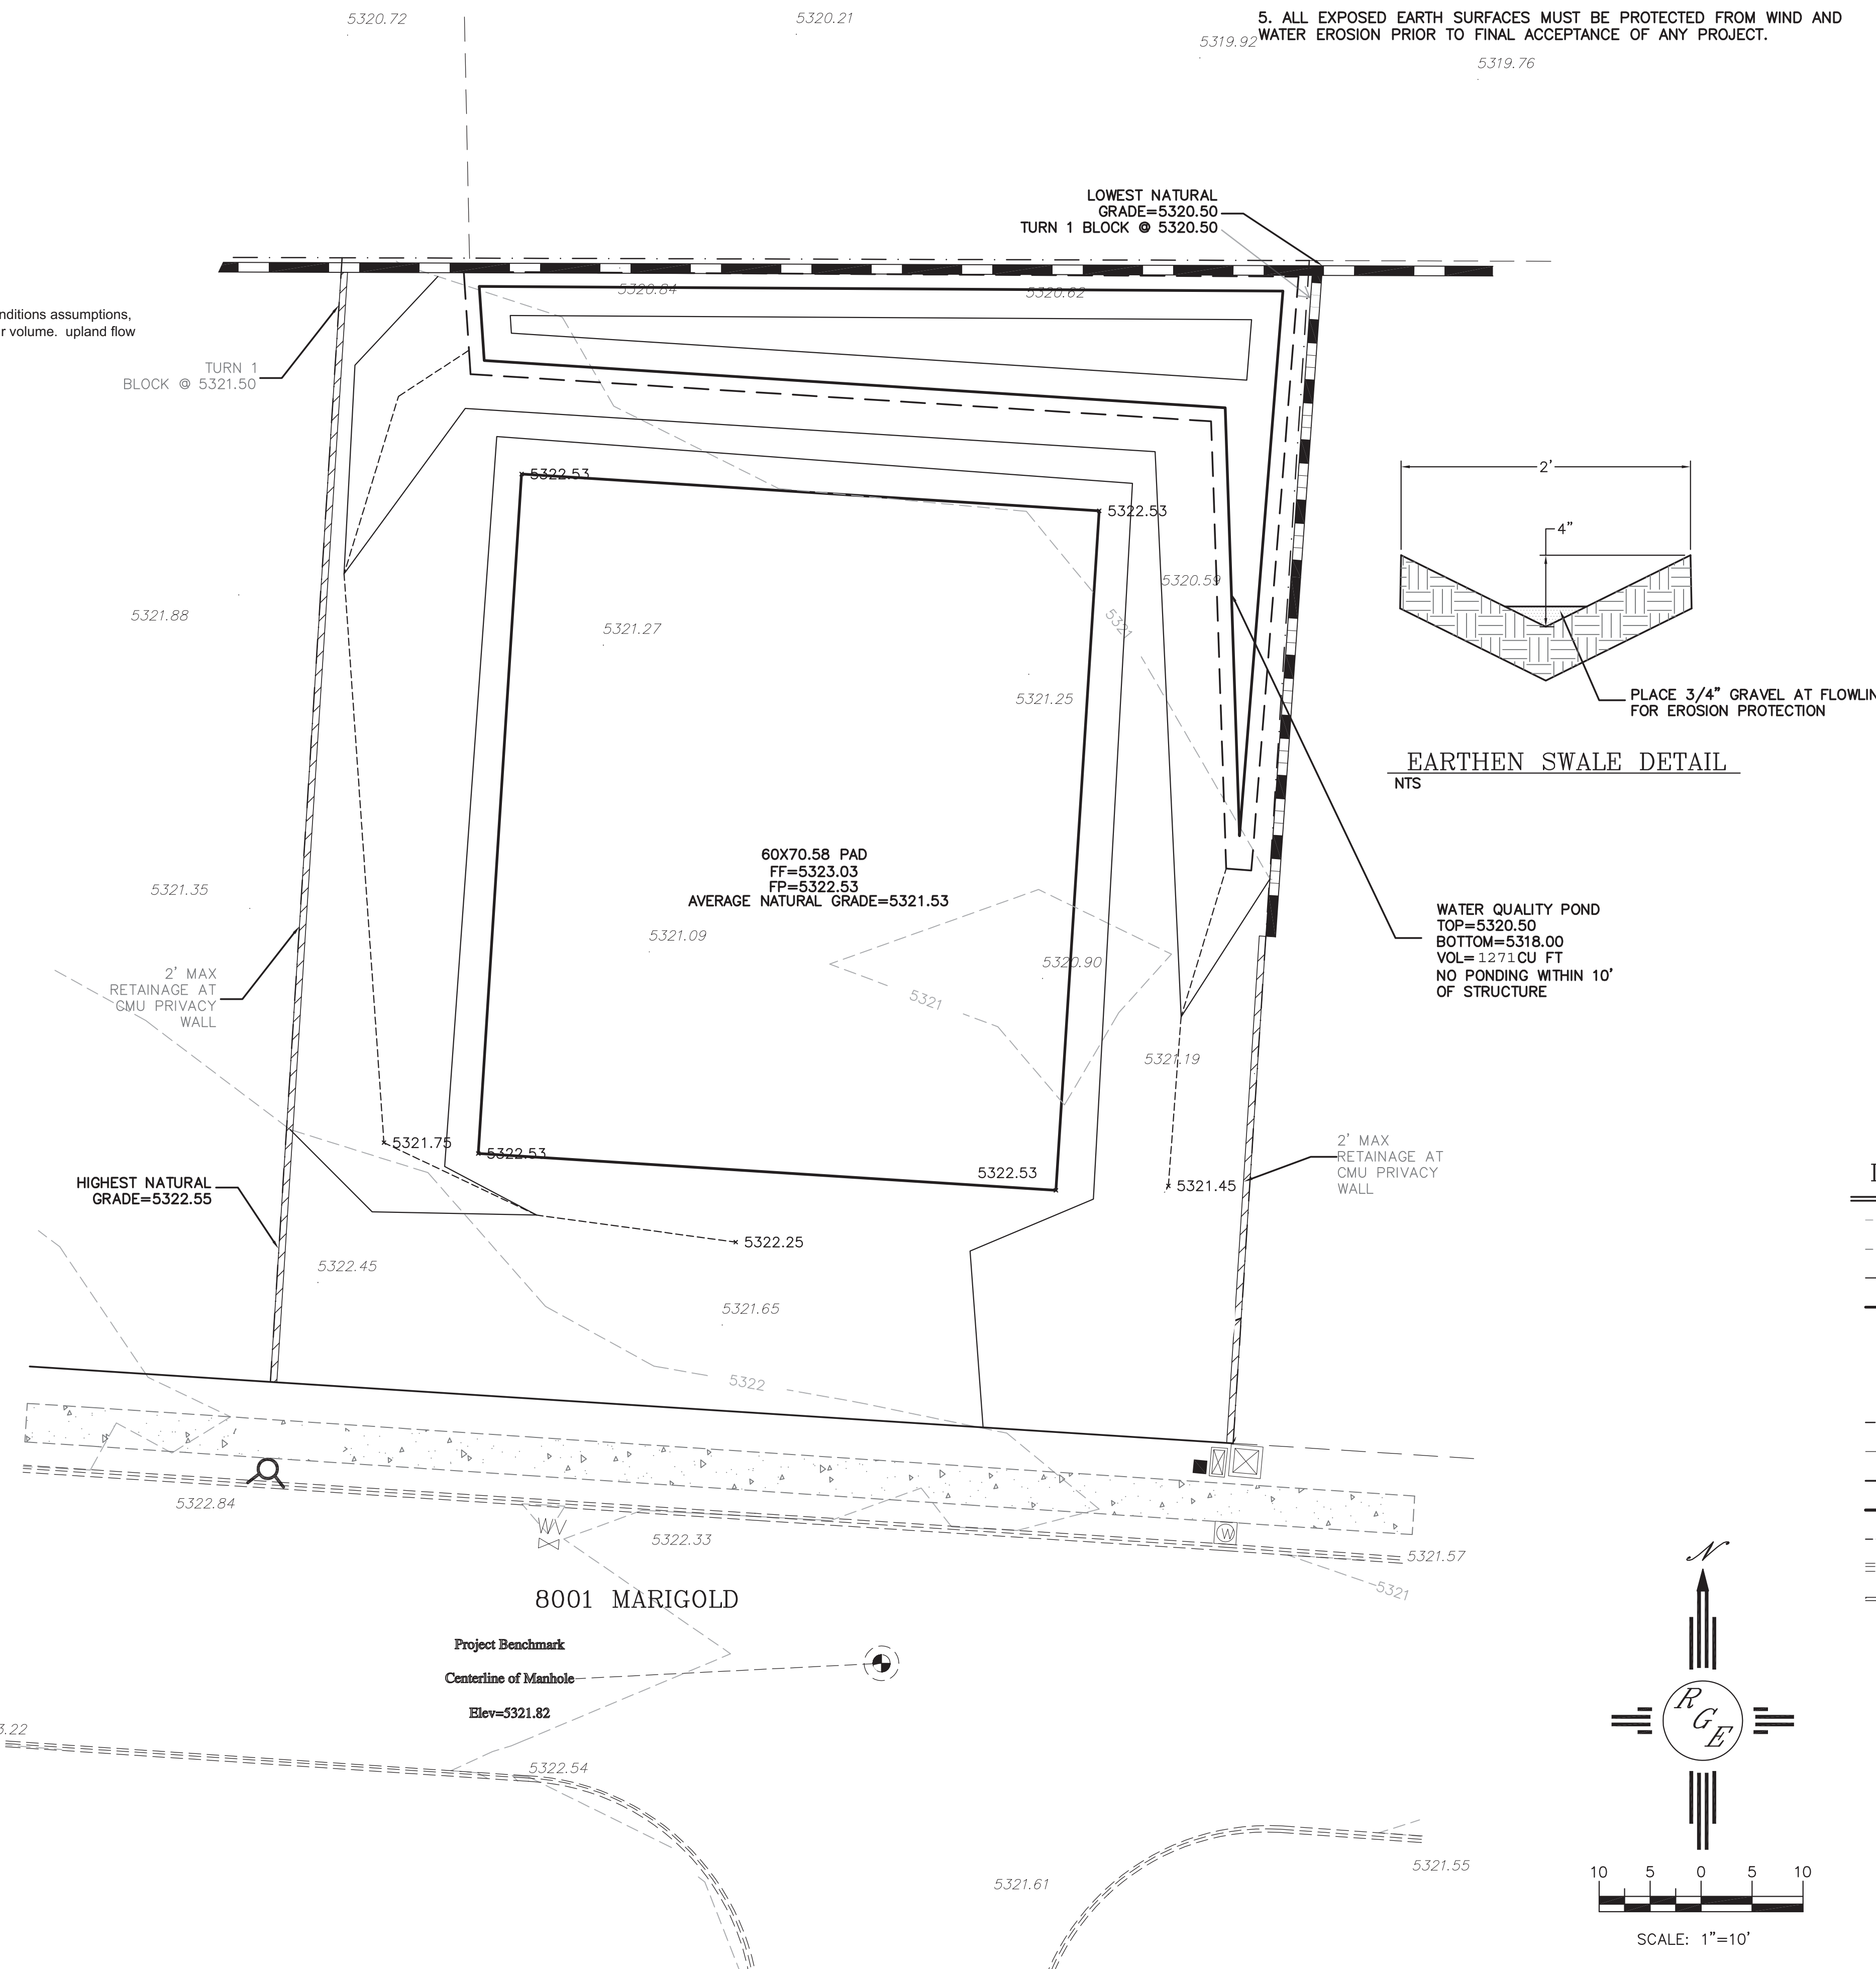 5320.72
5320.21
5. ALL EXPOSED EARTH SURFACES MUST BE PROTECTED FROM WIND AND
WATER EROSION PRIOR TO FINAL ACCEPTANCE OF ANY PROJECT.
5319.92
5319.76
LOWEST NATURAL
GRADE=5320.50
TURN 1 BLOCK @ 5320.50
5320.84
5320.62
nditions assumptions,
r volume. upland flow
TURN 1
BLOCK @ 5321.50
2'
4"
5322.53
5322.53
5320.59
5321
5321.88
5321.27
5321.25
PLACE 3/4" GRAVEL AT FLOWLIN
FOR EROSION PROTECTION
EARTHEN SWALE DETAIL
NTS
60X70.58 PAD
FF=5323.03
FP=5322.53
AVERAGE NATURAL GRADE=5321.53
5321.35
5321.09
5320.90
5321
WATER QUALITY POND
TOP=5320.50
BOTTOM=5318.00
VOL=1271CU FT
NO PONDING WITHIN 10'
OF STRUCTURE
2' MAX
RETAINAGE AT
CMU PRIVACY
WALL
5321.19
5321.75
5322.53
5322.53
5321.45
2' MAX
RETAINAGE AT
CMU PRIVACY
WALL
HIGHEST NATURAL
GRADE=5322.55
5322.25
5322.45
5321.65
5322
5322.84
WV
5322.33
W
5321.57
5321
8001 MARIGOLD
Project Benchmark
Centerline of Manhole
Elev=5321.82
N
RGE
3.22
5322.54
5321.61
5321.55
10 5 0 5 10
SCALE: 1"=10'